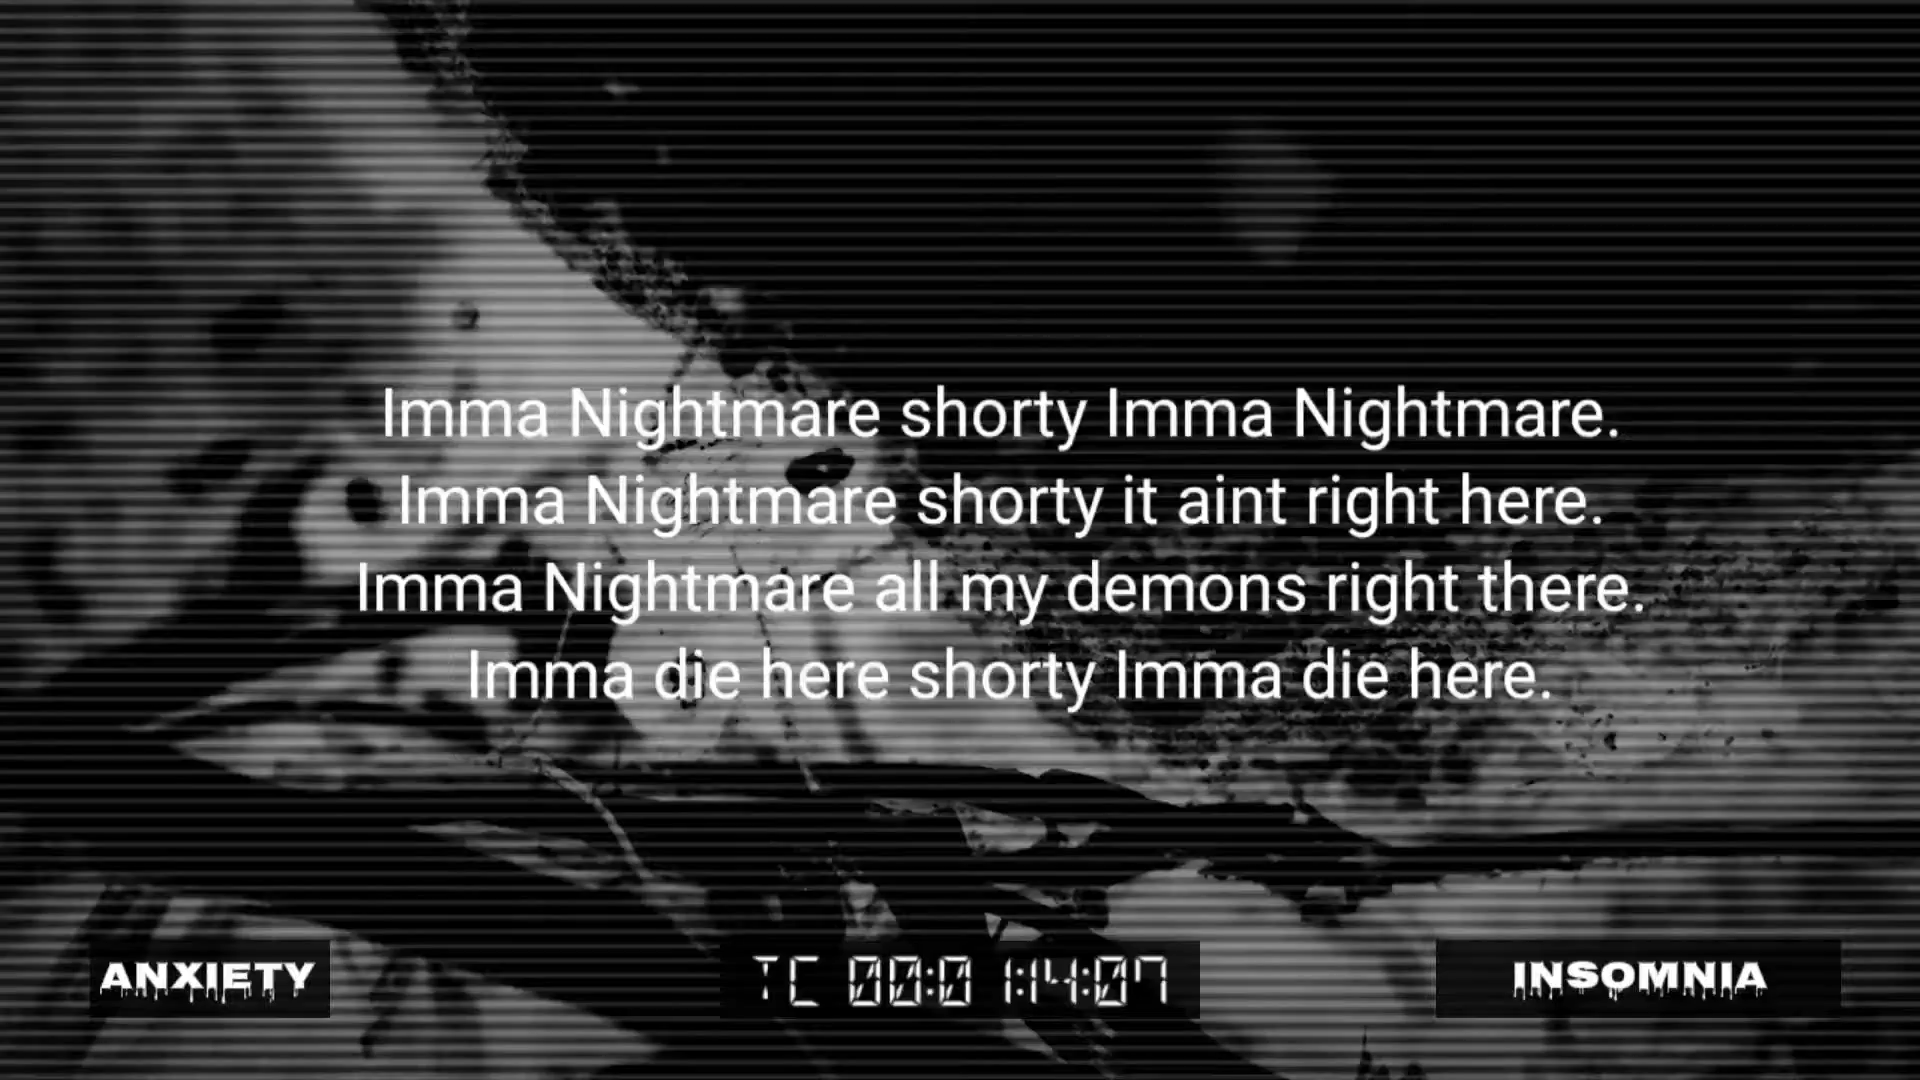 Imma Nightmare shorty Imma Nightmare.
Imma Nightmare shorty it aint right here.
Imma Nightmare all my demons right there.
Imma die here shorty Imma die here.
ANXIETY
TC 00:01:14:07
INSOMNIA